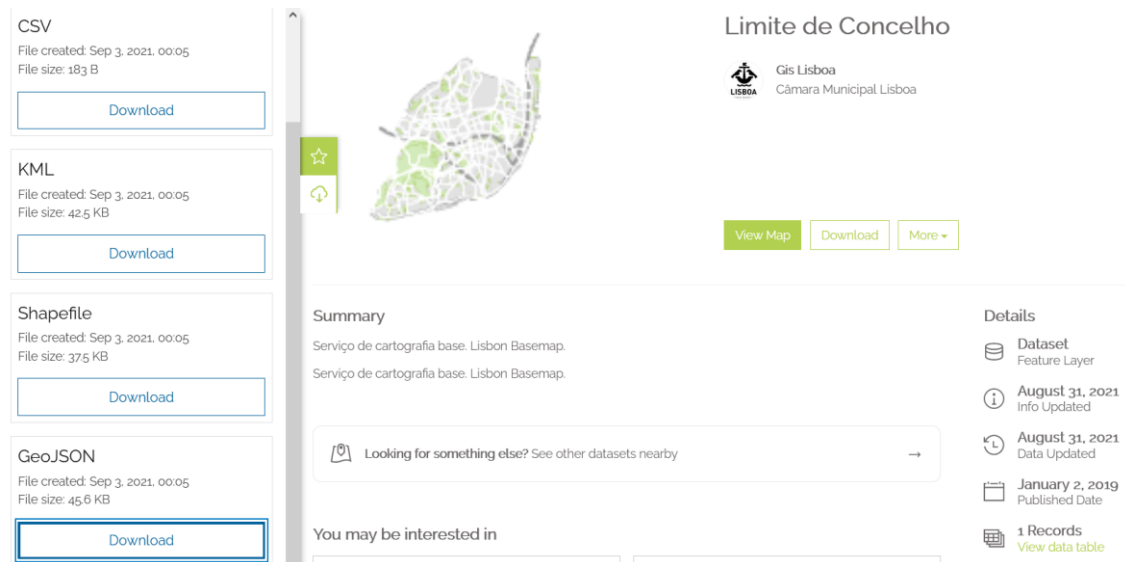 CSV
File created: Sep 3, 2021, 00:05
File size: 183 B
Download
KML
File created: Sep 3, 2021, 00:05
File size: 42.5 KB
Download
Shapefile
File created: Sep 3, 2021, 00:05
File size: 37.5 KB
Download
GeoJSON
File created: Sep 3, 2021, 00:05
File size: 45.6 KB
Download
Limite de Concelho
LISBOA
Gis Lisboa
Câmara Municipal Lisboa
View Map
Download
More
Summary
Serviço de cartografia base. Lisbon Basemap.
Serviço de cartografia base. Lisbon Basemap.
Looking for something else? See other datasets nearby
You may be interested in
Details
Dataset
Feature Layer
August 31, 2021
Info Updated
August 31, 2021
Data Updated
January 2, 2019
Published Date
1 Records
View data table